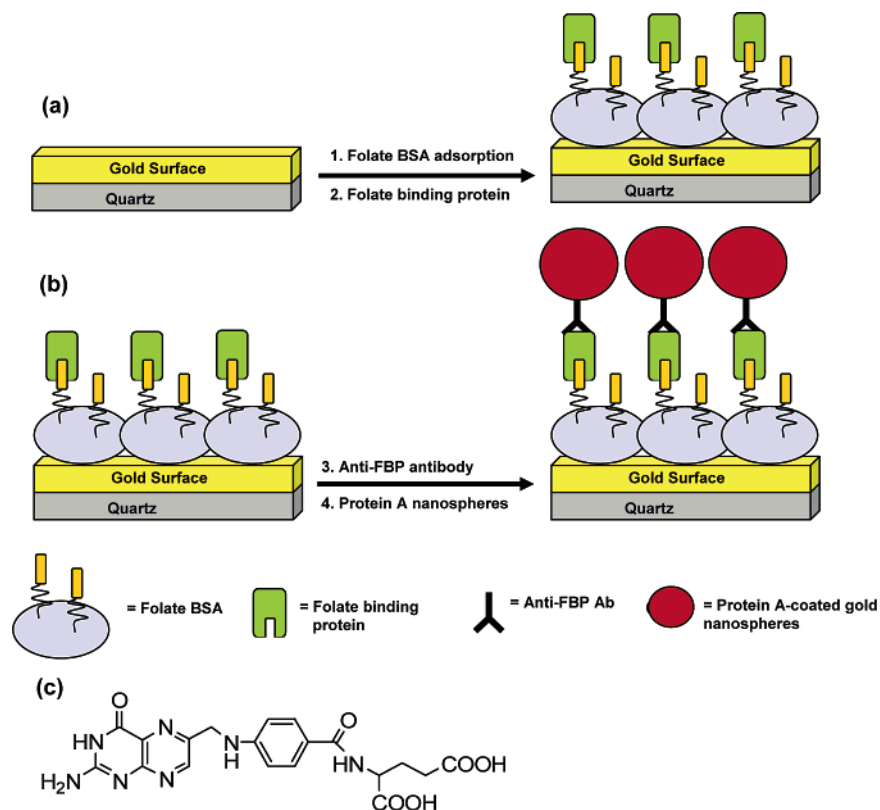 (a)
Gold Surface
Quartz
1. Folate BSA adsorption
2. Folate binding protein
Gold Surface
Quartz
(b)
Gold Surface
Quartz
3. Anti-FBP antibody
4. Protein A nanospheres
Gold Surface
Quartz
= Folate BSA
= Folate binding
protein
= Anti-FBP Ab
= Protein A-coated gold
nanospheres
(c)
O
HN
N
N
H
O
H2N
N
N
N
H
COOH
COOH